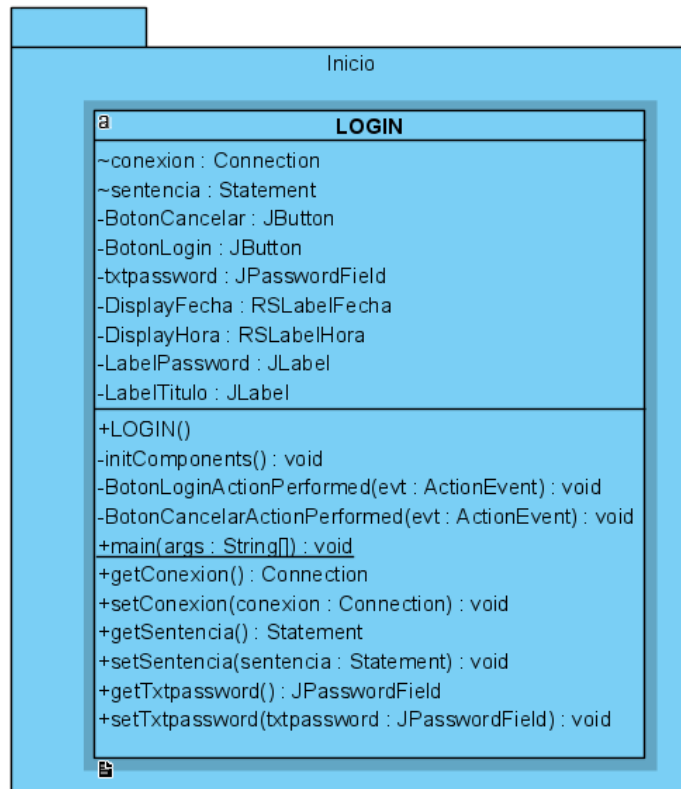 Inicio
a
LOGIN
~conexion : Connection
~sentencia : Statement
-BotonCancelar : JButton
-BotonLogin : JButton
-txtpassword : JPasswordField
-DisplayFecha : RSLabelFecha
-DisplayHora : RSLabelHora
-LabelPassword : JLabel
-LabelTitulo : JLabel
+LOGIN()
-initComponents() : void
-BotonLoginActionPerformed(evt : ActionEvent) : void
-BotonCancelarActionPerformed(evt : ActionEvent) : void
+main(args : String[]) : void
+getConexion() : Connection
+setConexion(conexion : Connection) : void
+getSentencia() : Statement
+setSentencia(sentencia : Statement) : void
+getTxtpassword() : JPasswordField
+setTxtpassword(txtpassword : JPasswordField) : void